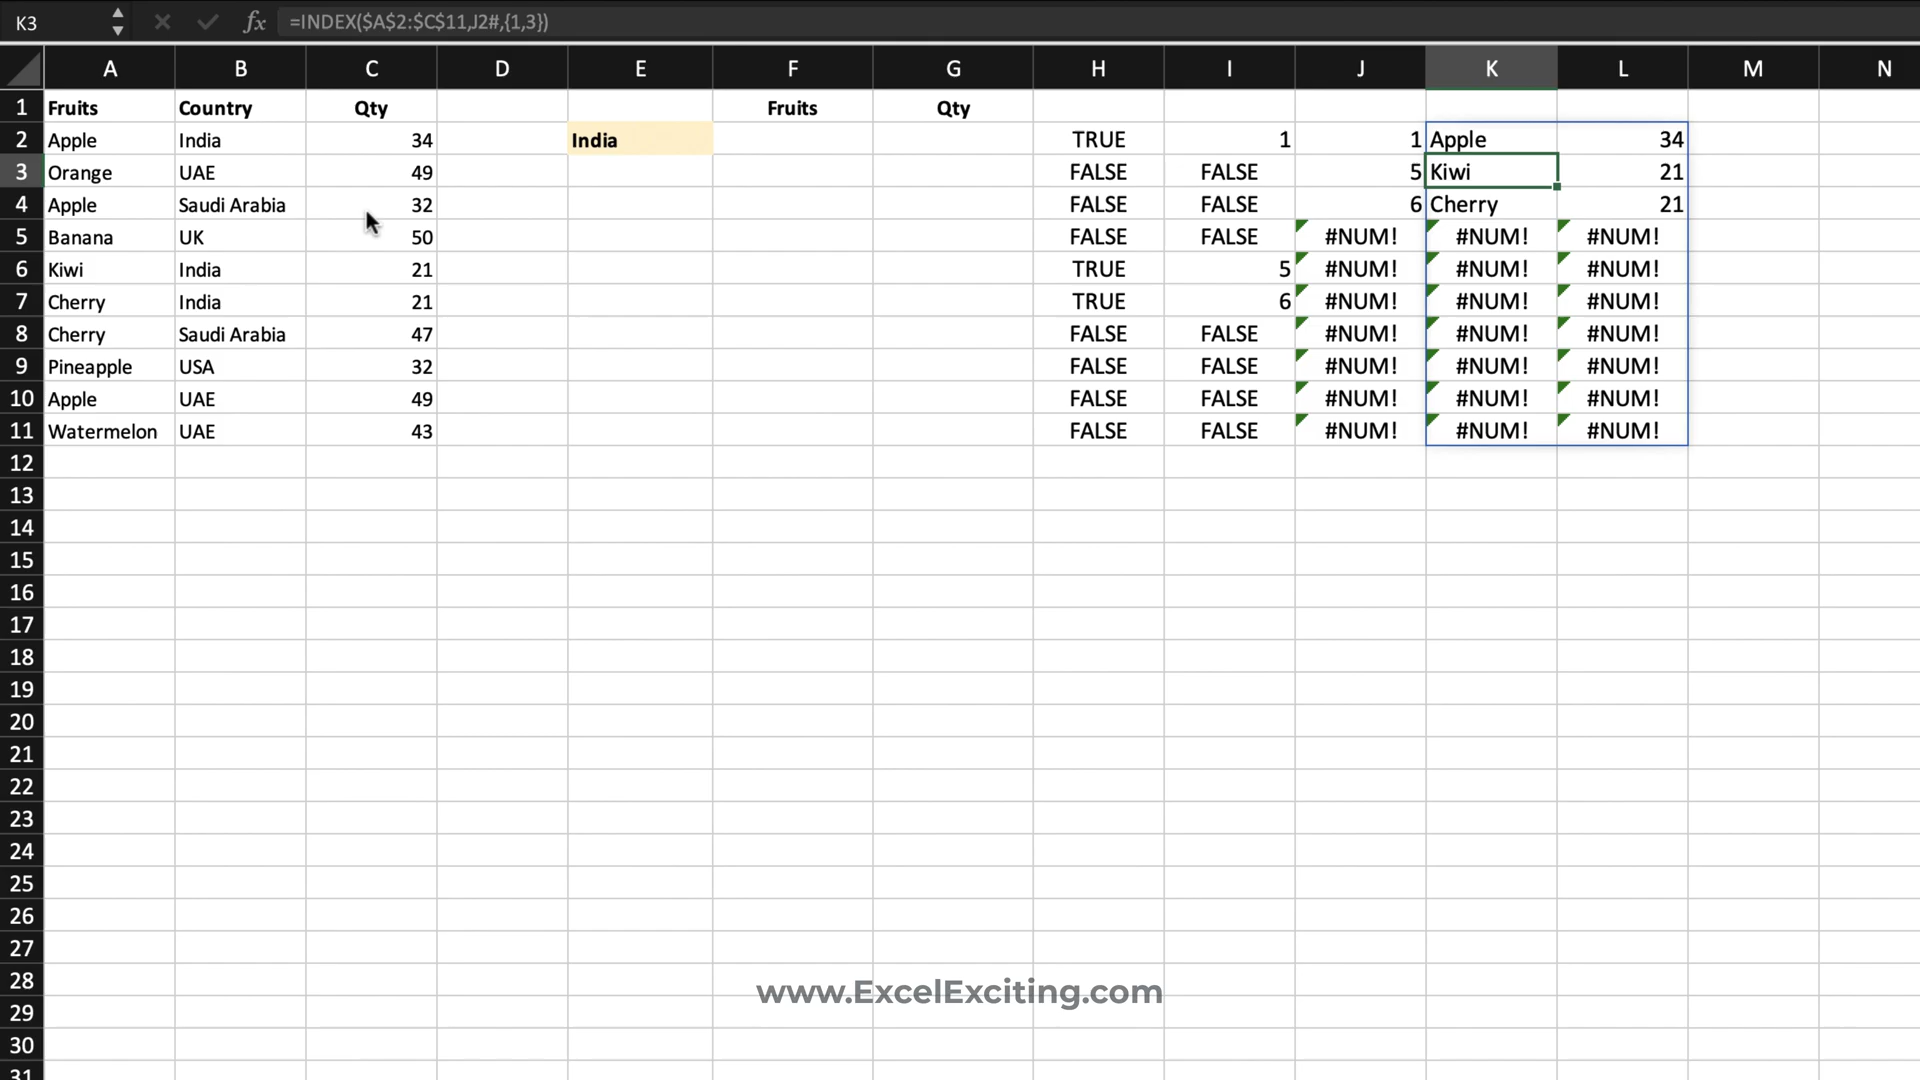 K3 fx =INDEX($A$2:$C$11,J2#,{1,3})
A B C D E F G H I J K L M N
1 Fruits Country Qty Fruits Qty
2 Apple India 34 India TRUE 1 1 Apple 34
3 Orange UAE 49 FALSE FALSE 5 Kiwi 21
4 Apple Saudi Arabia 32 FALSE FALSE 6 Cherry 21
5 Banana UK 50 FALSE FALSE #NUM! #NUM! #NUM!
6 Kiwi India 21 TRUE 5 #NUM! #NUM! #NUM!
7 Cherry India 21 TRUE 6 #NUM! #NUM! #NUM!
8 Cherry Saudi Arabia 47 FALSE FALSE #NUM! #NUM! #NUM!
9 Pineapple USA 32 FALSE FALSE #NUM! #NUM! #NUM!
10 Apple UAE 49 FALSE FALSE #NUM! #NUM! #NUM!
11 Watermelon UAE 43 FALSE FALSE #NUM! #NUM! #NUM!
12
13
14
15
16
17
18
19
20
21
22
23
24
25
26
27
28 www.ExcelExciting.com
29
30
31